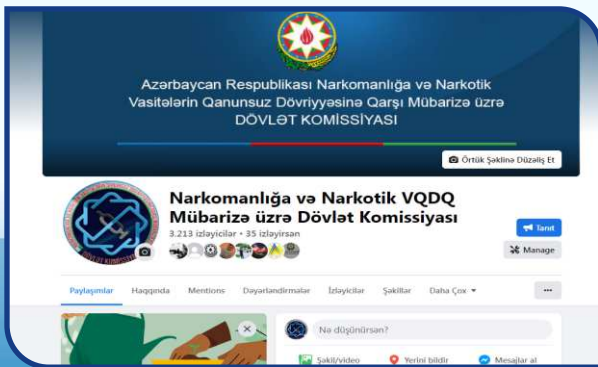 Azərbaycan Respublikası Narkomanlığa və Narkotik
Vasitələrin Qanunsuz Dövriyyəsinə Qarşı Mübarizə üzrə
DÖVLƏT KOMİSSİYASI
Örtük Şəklinə Düzəliş Et
Narkomanlığa və Narkotik VQDQ
Mübarizə üzrə Dövlət Komissiyası
3.213 izləyicilər • 35 izləyirsən
Tanıt
Manage
Paylaşımlar Haqqında Mentions Dəyərləndirmələr İzləyicilər Şəkillər Daha Çox
Nə düşünürsən?
Şəkil/video Yerini bildir Mesajlar al